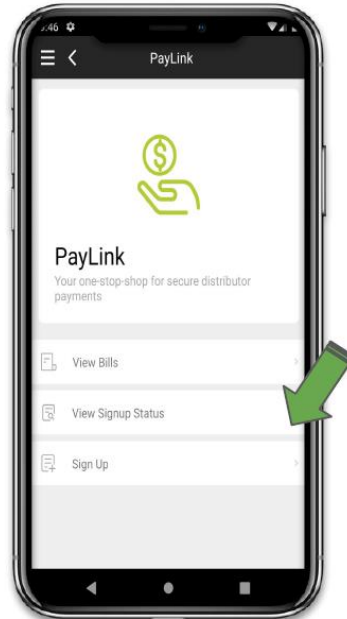 PayLink
PayLink
Your one-stop-shop for secure distributor
payments
View Bills
View Signup Status
Sign Up